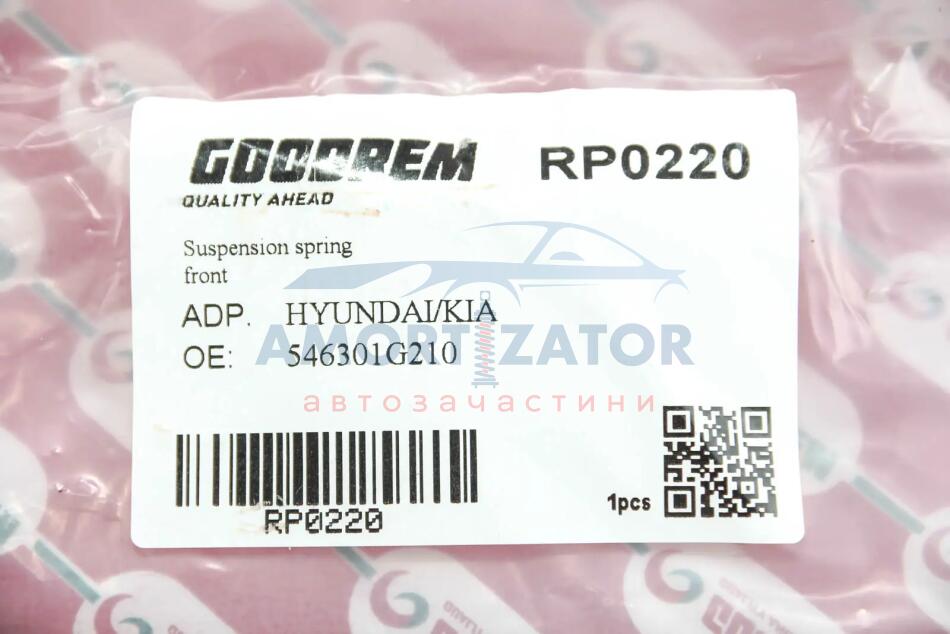 GOODREM
RP0220
QUALITY AHEAD
Suspension spring
front
ADP. HYUNDAI/KIA
OE: 546301G210
AMORTIZATOR
автозачастини
1pcs
RP0220